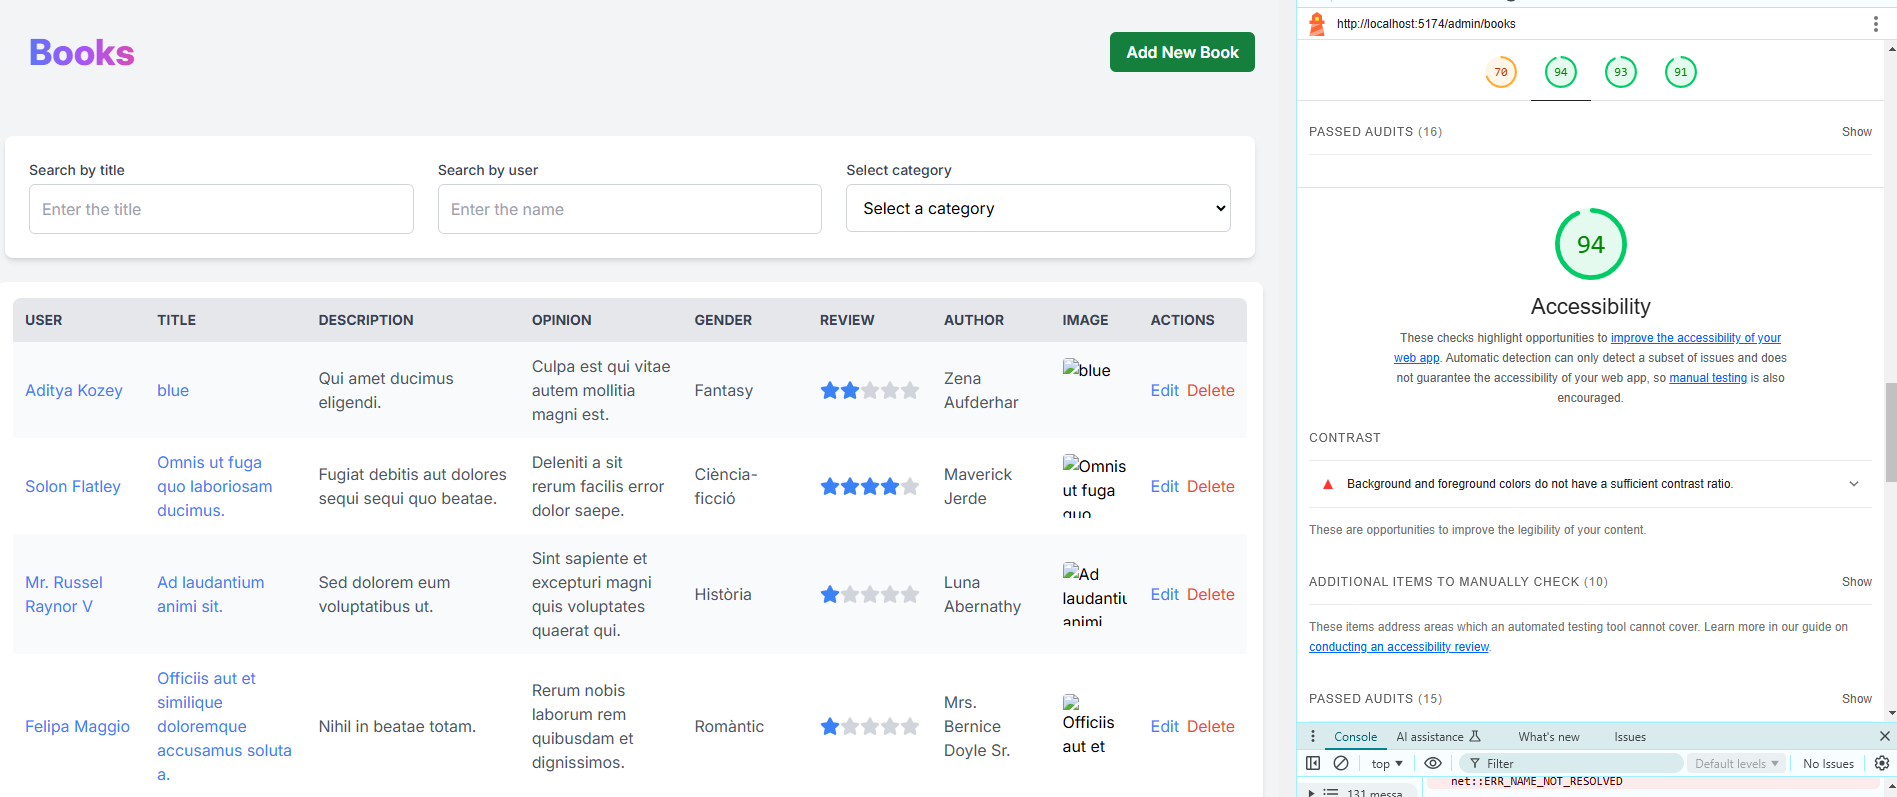 Books
Add New Book
Search by title
Enter the title
Search by user
Enter the name
Select category
Select a category
USER TITLE DESCRIPTION OPINION GENDER REVIEW AUTHOR IMAGE ACTIONS
Aditya Kozey
blue
Qui amet ducimus
eligendi.
Culpa est qui vitae
autem mollitia
magni est.
Fantasy
Zena
Aufderhar
blue
Edit Delete
Solon Flatley
Omnis ut fuga
quo laboriosam
ducimus.
Fugiat debitis aut dolores
sequi sequi quo beatae.
Deleniti a sit
rerum facilis error
dolor saepe.
Ciència-
ficció
Maverick
Jerde
Omnis
ut fuga
quo
Edit Delete
Mr. Russel
Raynor V
Ad laudantium
animi sit.
Sed dolorem eum
voluptatibus ut.
Sint sapiente et
excepturi magni
quis voluptates
quaerat qui.
Història
Luna
Abernathy
Ad
laudantiu
animi
Edit Delete
Felipa Maggio
Officiis aut et
similique
doloremque
accusamus soluta
a.
Nihil in beatae totam.
Rerum nobis
laborum rem
quibusdam et
dignissimos.
Romàntic
Mrs.
Bernice
Doyle Sr.
Officiis
aut et
Edit Delete
http://localhost:5174/admin/books
70 94 93 91
PASSED AUDITS (16) Show
94
Accessibility
These checks highlight opportunities to improve the accessibility of your
web app. Automatic detection can only detect a subset of issues and does
not guarantee the accessibility of your web app, so manual testing is also
encouraged.
CONTRAST
Background and foreground colors do not have a sufficient contrast ratio.
These are opportunities to improve the legibility of your content.
ADDITIONAL ITEMS TO MANUALLY CHECK (10) Show
These items address areas which an automated testing tool cannot cover. Learn more in our guide on
conducting an accessibility review.
PASSED AUDITS (15) Show
Console AI assistance What's new Issues
top Filter Default levels No Issues
131 messa
net::ERR_NAME_NOT_RESOLVED